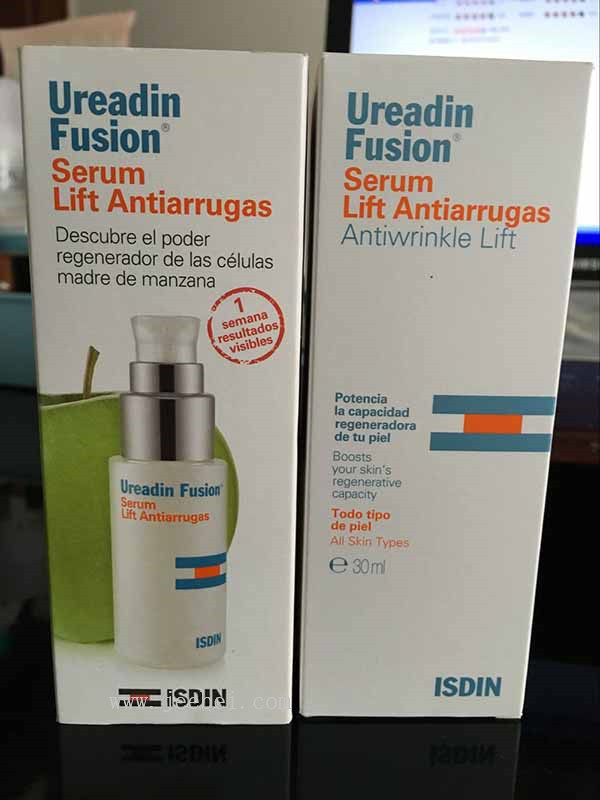 Ureadin
Fusion®
Serum
Lift Antiarrugas
Descubre el poder
regenerador de las células
madre de manzana
1
semana
resultados
visibles
Ureadin Fusion®
Serum
Lift Antiarrugas
ISDIN
ISDIN
Ureadin
Fusion®
Serum
Lift Antiarrugas
Antiwrinkle Lift
Potencia
la capacidad
regeneradora
de tu piel
Boosts
your skin's
regenerative
capacity
Todo tipo
de piel
All Skin Types
℮ 30 ml
ISDIN